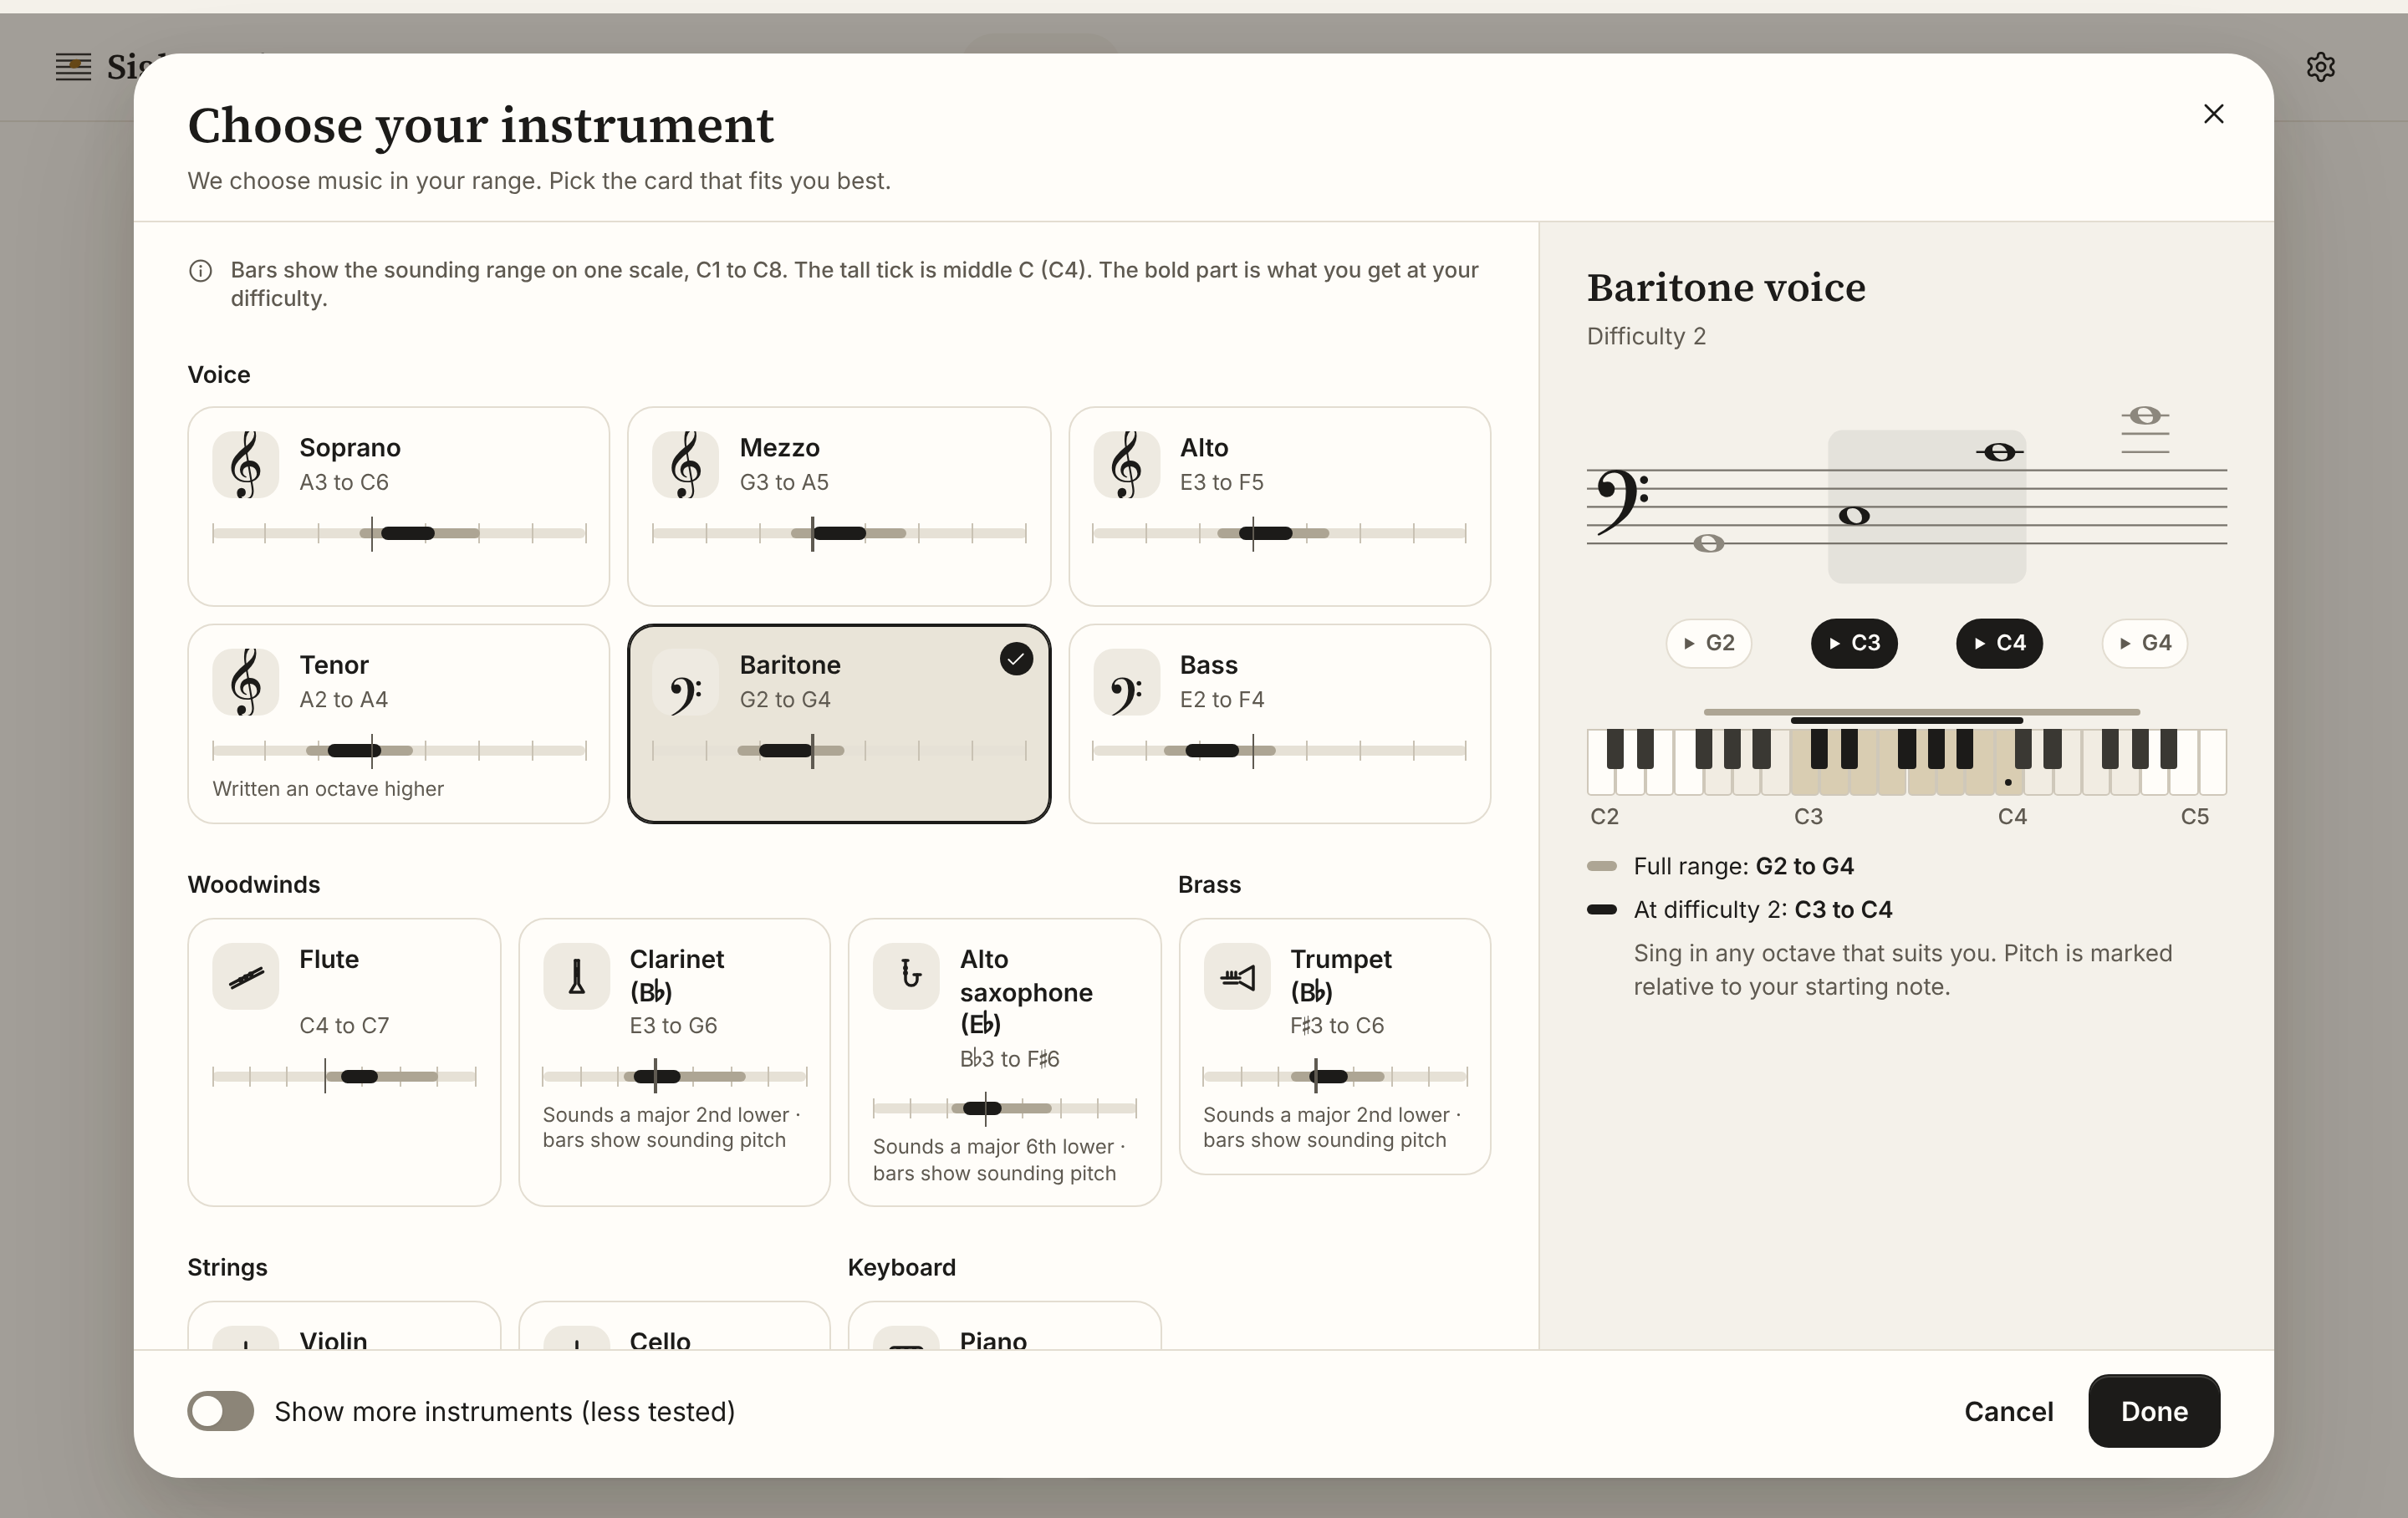 Choose your instrument
We choose music in your range. Pick the card that fits you best.
Bars show the sounding range on one scale, C1 to C8. The tall tick is middle C (C4). The bold part is what you get at your
difficulty.
Voice
Soprano
A3 to C6
Mezzo
G3 to A5
Alto
E3 to F5
Tenor
A2 to A4
Written an octave higher
Baritone
G2 to G4
Bass
E2 to F4
Woodwinds
Flute
C4 to C7
Clarinet
(B♭)
E3 to G6
Sounds a major 2nd lower ·
bars show sounding pitch
Alto
saxophone
(E♭)
B♭3 to F♯6
Sounds a major 6th lower ·
bars show sounding pitch
Brass
Trumpet
(B♭)
F♯3 to C6
Sounds a major 2nd lower ·
bars show sounding pitch
Strings
Violin
Cello
Keyboard
Piano
Baritone voice
Difficulty 2
G2
C3
C4
G4
C2
C3
C4
C5
Full range: G2 to G4
At difficulty 2: C3 to C4
Sing in any octave that suits you. Pitch is marked
relative to your starting note.
Show more instruments (less tested)
Cancel
Done